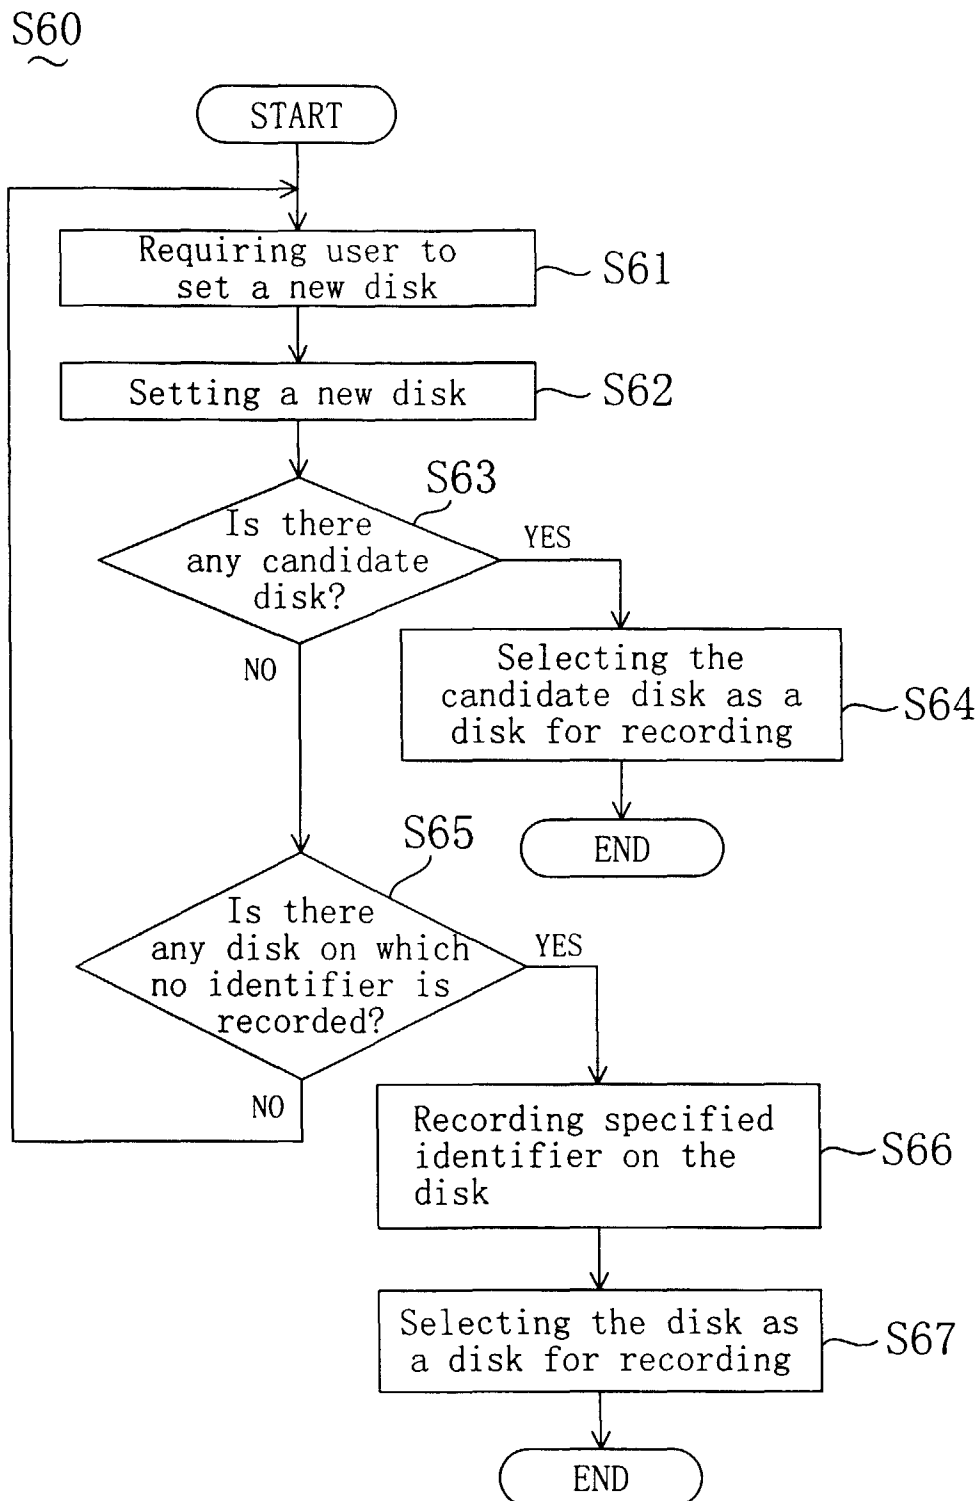 S60
START
Requiring user to
set a new disk
S61
Setting a new disk
S62
S63
Is there
any candidate
disk?
YES
NO
Selecting the
candidate disk as a
disk for recording
S64
END
S65
Is there
any disk on which
no identifier is
recorded?
YES
NO
Recording specified
identifier on the
disk
S66
Selecting the disk as
a disk for recording
S67
END